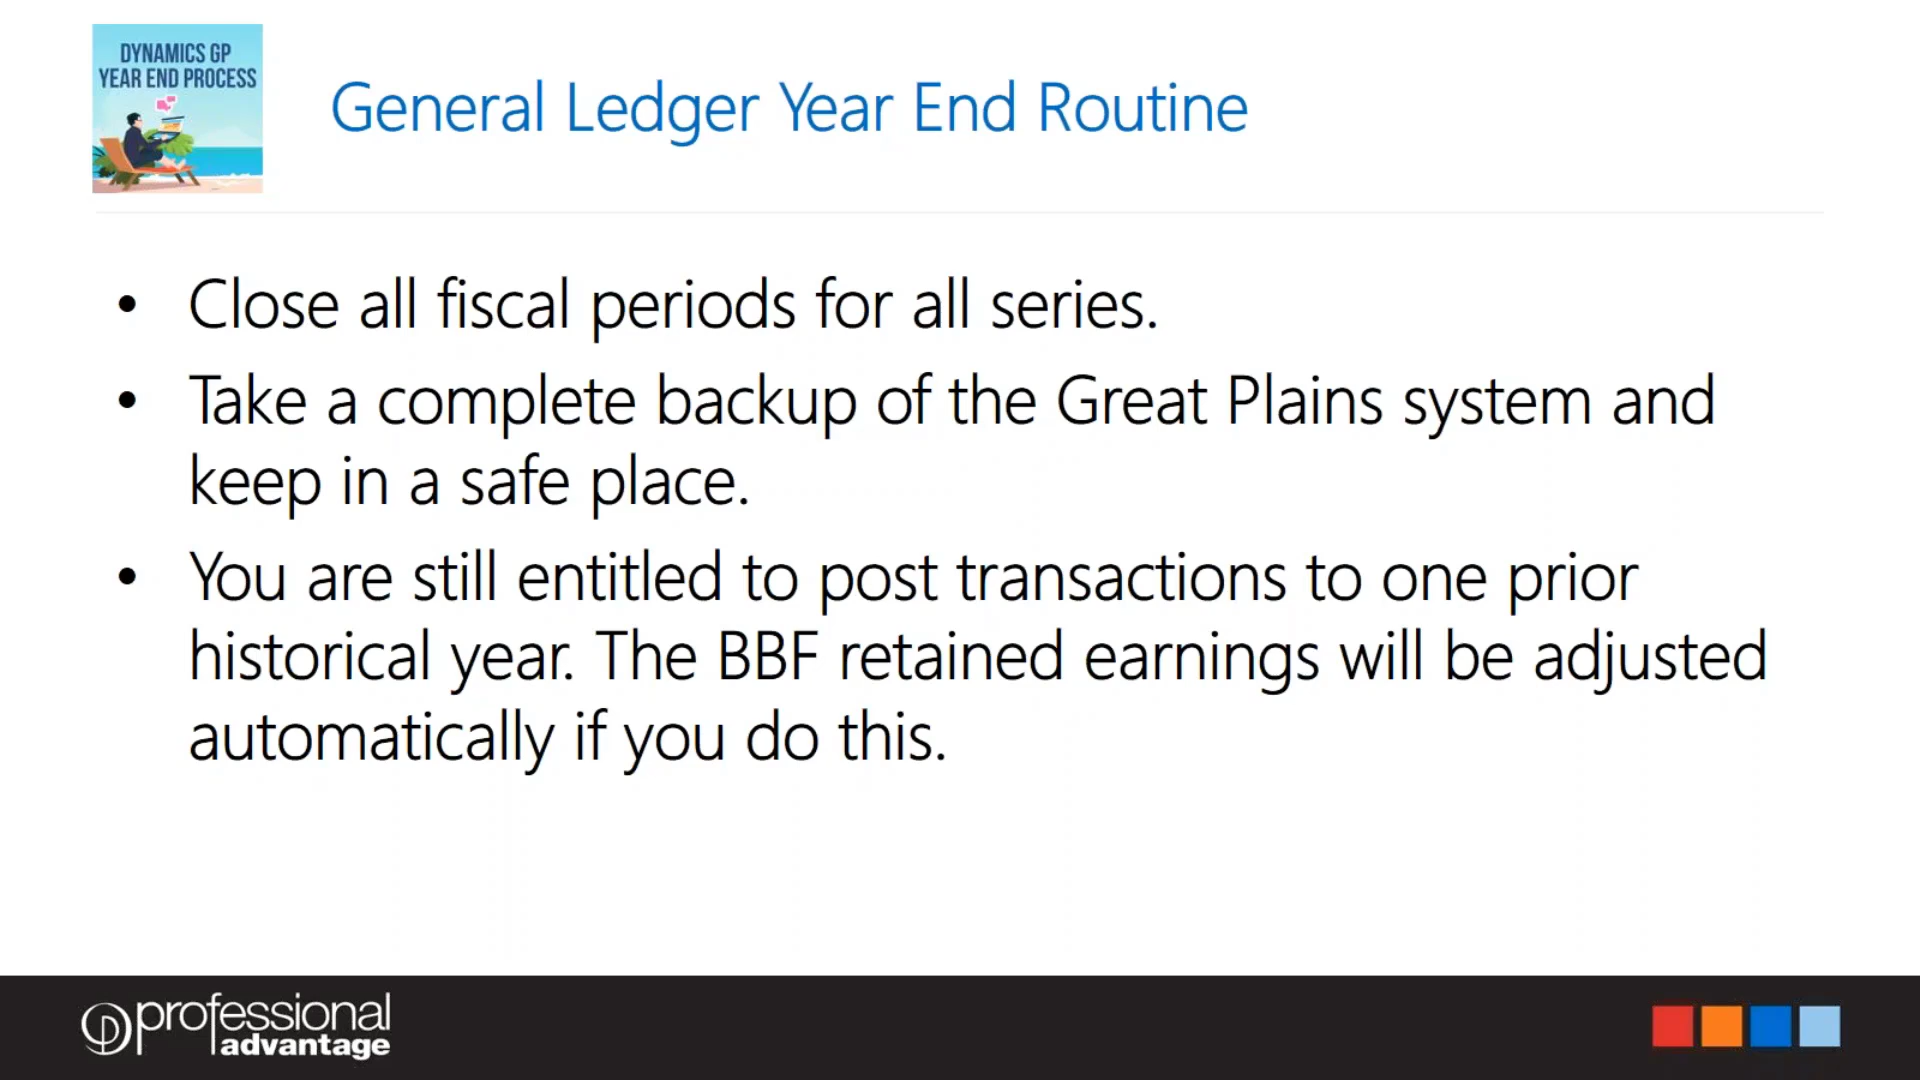 DYNAMICS GP
YEAR END PROCESS
General Ledger Year End Routine
• Close all fiscal periods for all series.
• Take a complete backup of the Great Plains system and
keep in a safe place.
• You are still entitled to post transactions to one prior
historical year. The BBF retained earnings will be adjusted
automatically if you do this.
professional
advantage